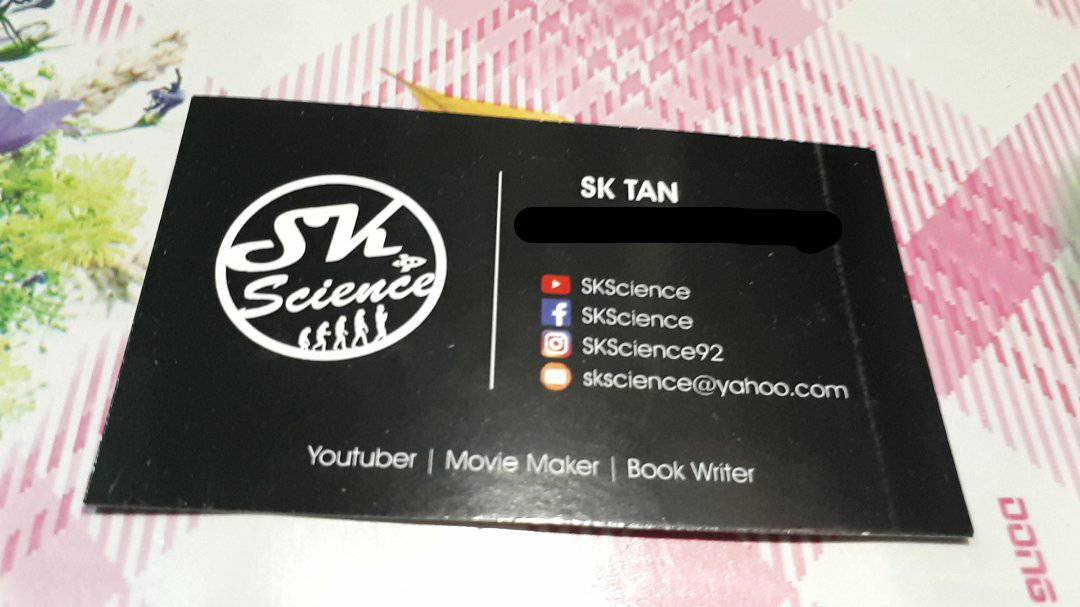 SK
Science
SK TAN
SKScience
SKScience
SKScience92
skscience@yahoo.com
Youtuber | Movie Maker | Book Writer
DONG